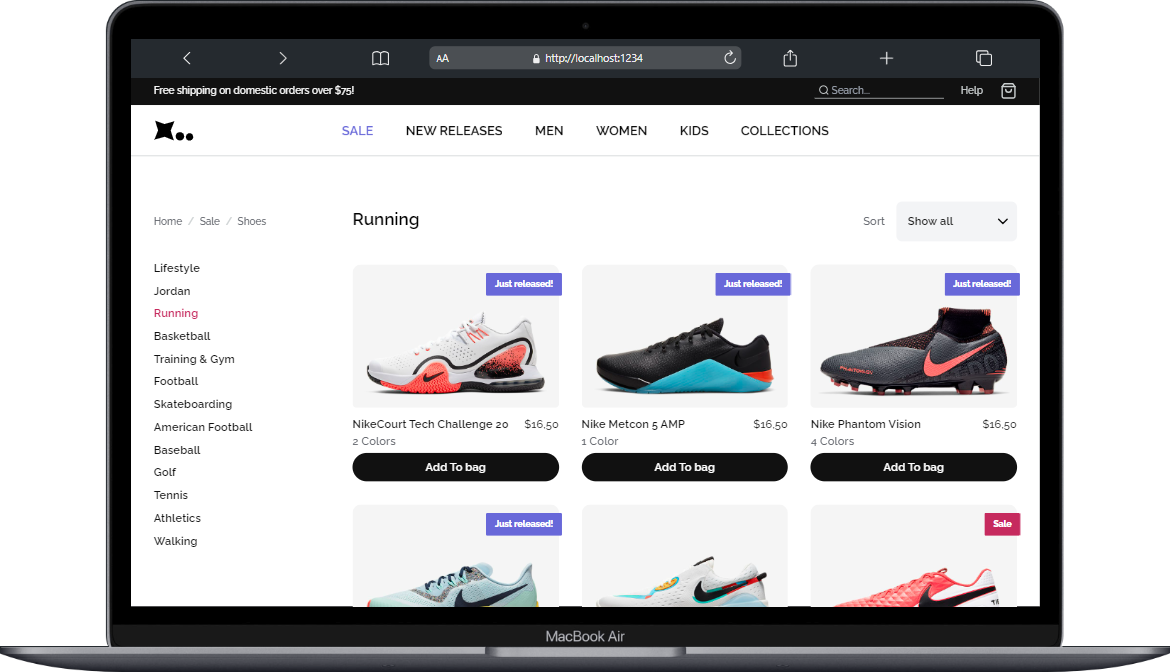 AA http://localhost:1234
Free shipping on domestic orders over $75! Search... Help
SALE NEW RELEASES MEN WOMEN KIDS COLLECTIONS
Home / Sale / Shoes
Running
Sort Show all
Lifestyle
Jordan
Running
Basketball
Training & Gym
Football
Skateboarding
American Football
Baseball
Golf
Tennis
Athletics
Walking
Just released!
NikeCourt Tech Challenge 20 $16,50
2 Colors
Add To bag
Just released!
Nike Metcon 5 AMP $16,50
1 Color
Add To bag
Just released!
Nike Phantom Vision $16,50
4 Colors
Add To bag
Just released!
Sale
MacBook Air